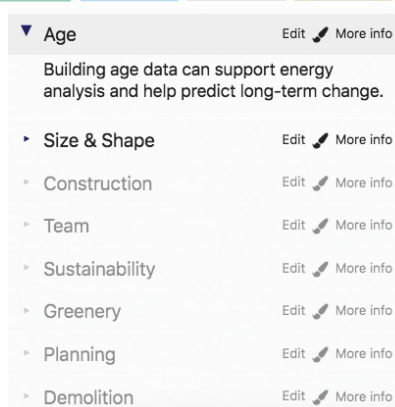 Age Edit More info
Building age data can support energy
analysis and help predict long-term change.
Size & Shape Edit More info
Construction Edit More info
Team Edit More info
Sustainability Edit More info
Greenery Edit More info
Planning Edit More info
Demolition Edit More info